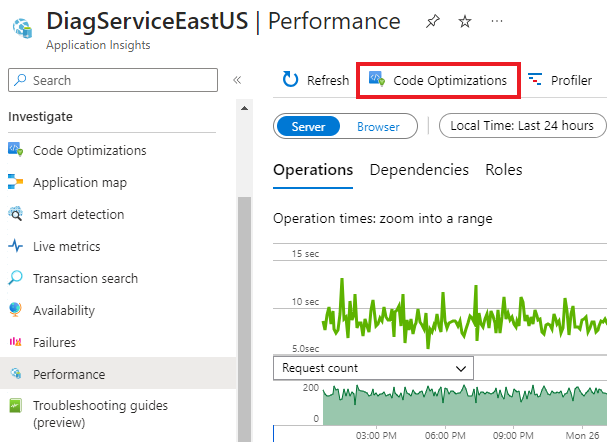 DiagServiceEastUS | Performance
Application Insights
Search
Refresh
Code Optimizations
Profiler
Investigate
Code Optimizations
Application map
Smart detection
Live metrics
Transaction search
Availability
Failures
Performance
Troubleshooting guides
(preview)
Server
Browser
Local Time: Last 24 hours
Operations
Dependencies
Roles
Operation times: zoom into a range
15 sec
10 sec
5.0sec
Request count
200
0
03:00 PM
06:00 PM
09:00 PM
Mon 26